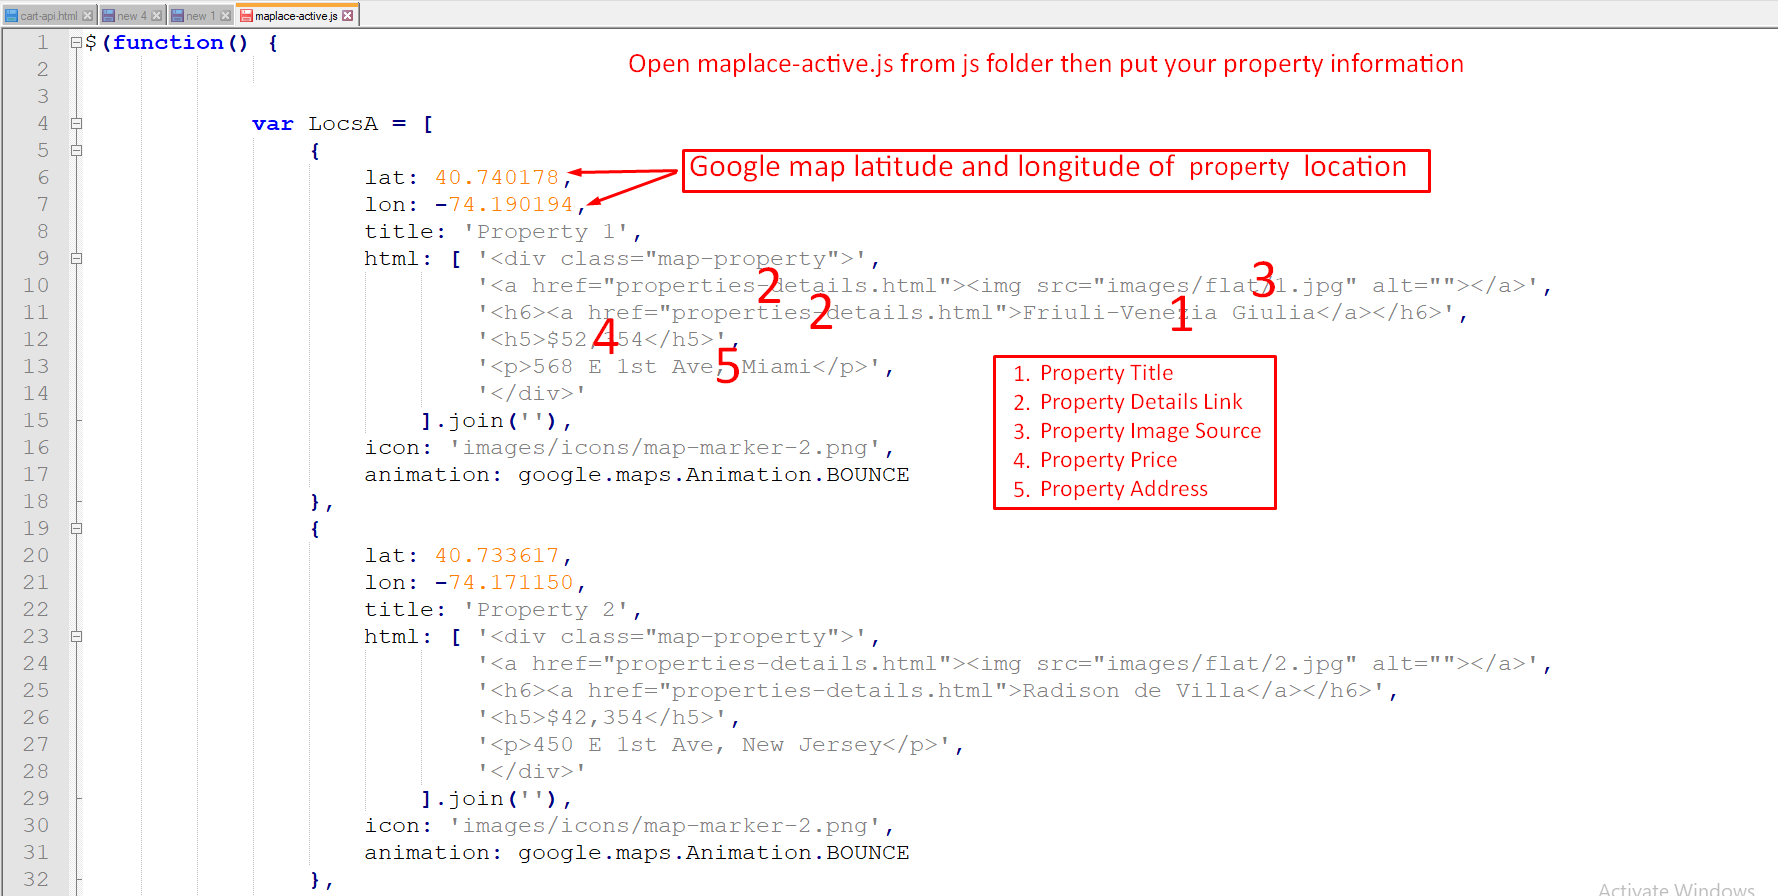 cart-api.html new 4 new 1 maplace-active.js
1 $(function() {
Open maplace-active.js from js folder then put your property information
2
3
4 var LocsA = [
5 {
Google map latitude and longitude of property location
6 lat: 40.740178,
7 lon: -74.190194,
8 title: 'Property 1',
9 html: [ '<div class="map-property">',
10 '<a href="properties-details.html"><img src="images/flat/1.jpg" alt=""></a>',
2 3
11 '<h6><a href="properties-details.html">Friuli-Venezia Giulia</a></h6>',
2 1
12 '<h5>$52,354</h5>',
4
13 '<p>568 E 1st Ave, Miami</p>',
5
14 '</div>'
1. Property Title
2. Property Details Link
3. Property Image Source
4. Property Price
5. Property Address
15 ].join(''),
16 icon: 'images/icons/map-marker-2.png',
17 animation: google.maps.Animation.BOUNCE
18 },
19 {
20 lat: 40.733617,
21 lon: -74.171150,
22 title: 'Property 2',
23 html: [ '<div class="map-property">',
24 '<a href="properties-details.html"><img src="images/flat/2.jpg" alt=""></a>',
25 '<h6><a href="properties-details.html">Radison de Villa</a></h6>',
26 '<h5>$42,354</h5>',
27 '<p>450 E 1st Ave, New Jersey</p>',
28 '</div>'
29 ].join(''),
30 icon: 'images/icons/map-marker-2.png',
31 animation: google.maps.Animation.BOUNCE
32 },
Activate Windows